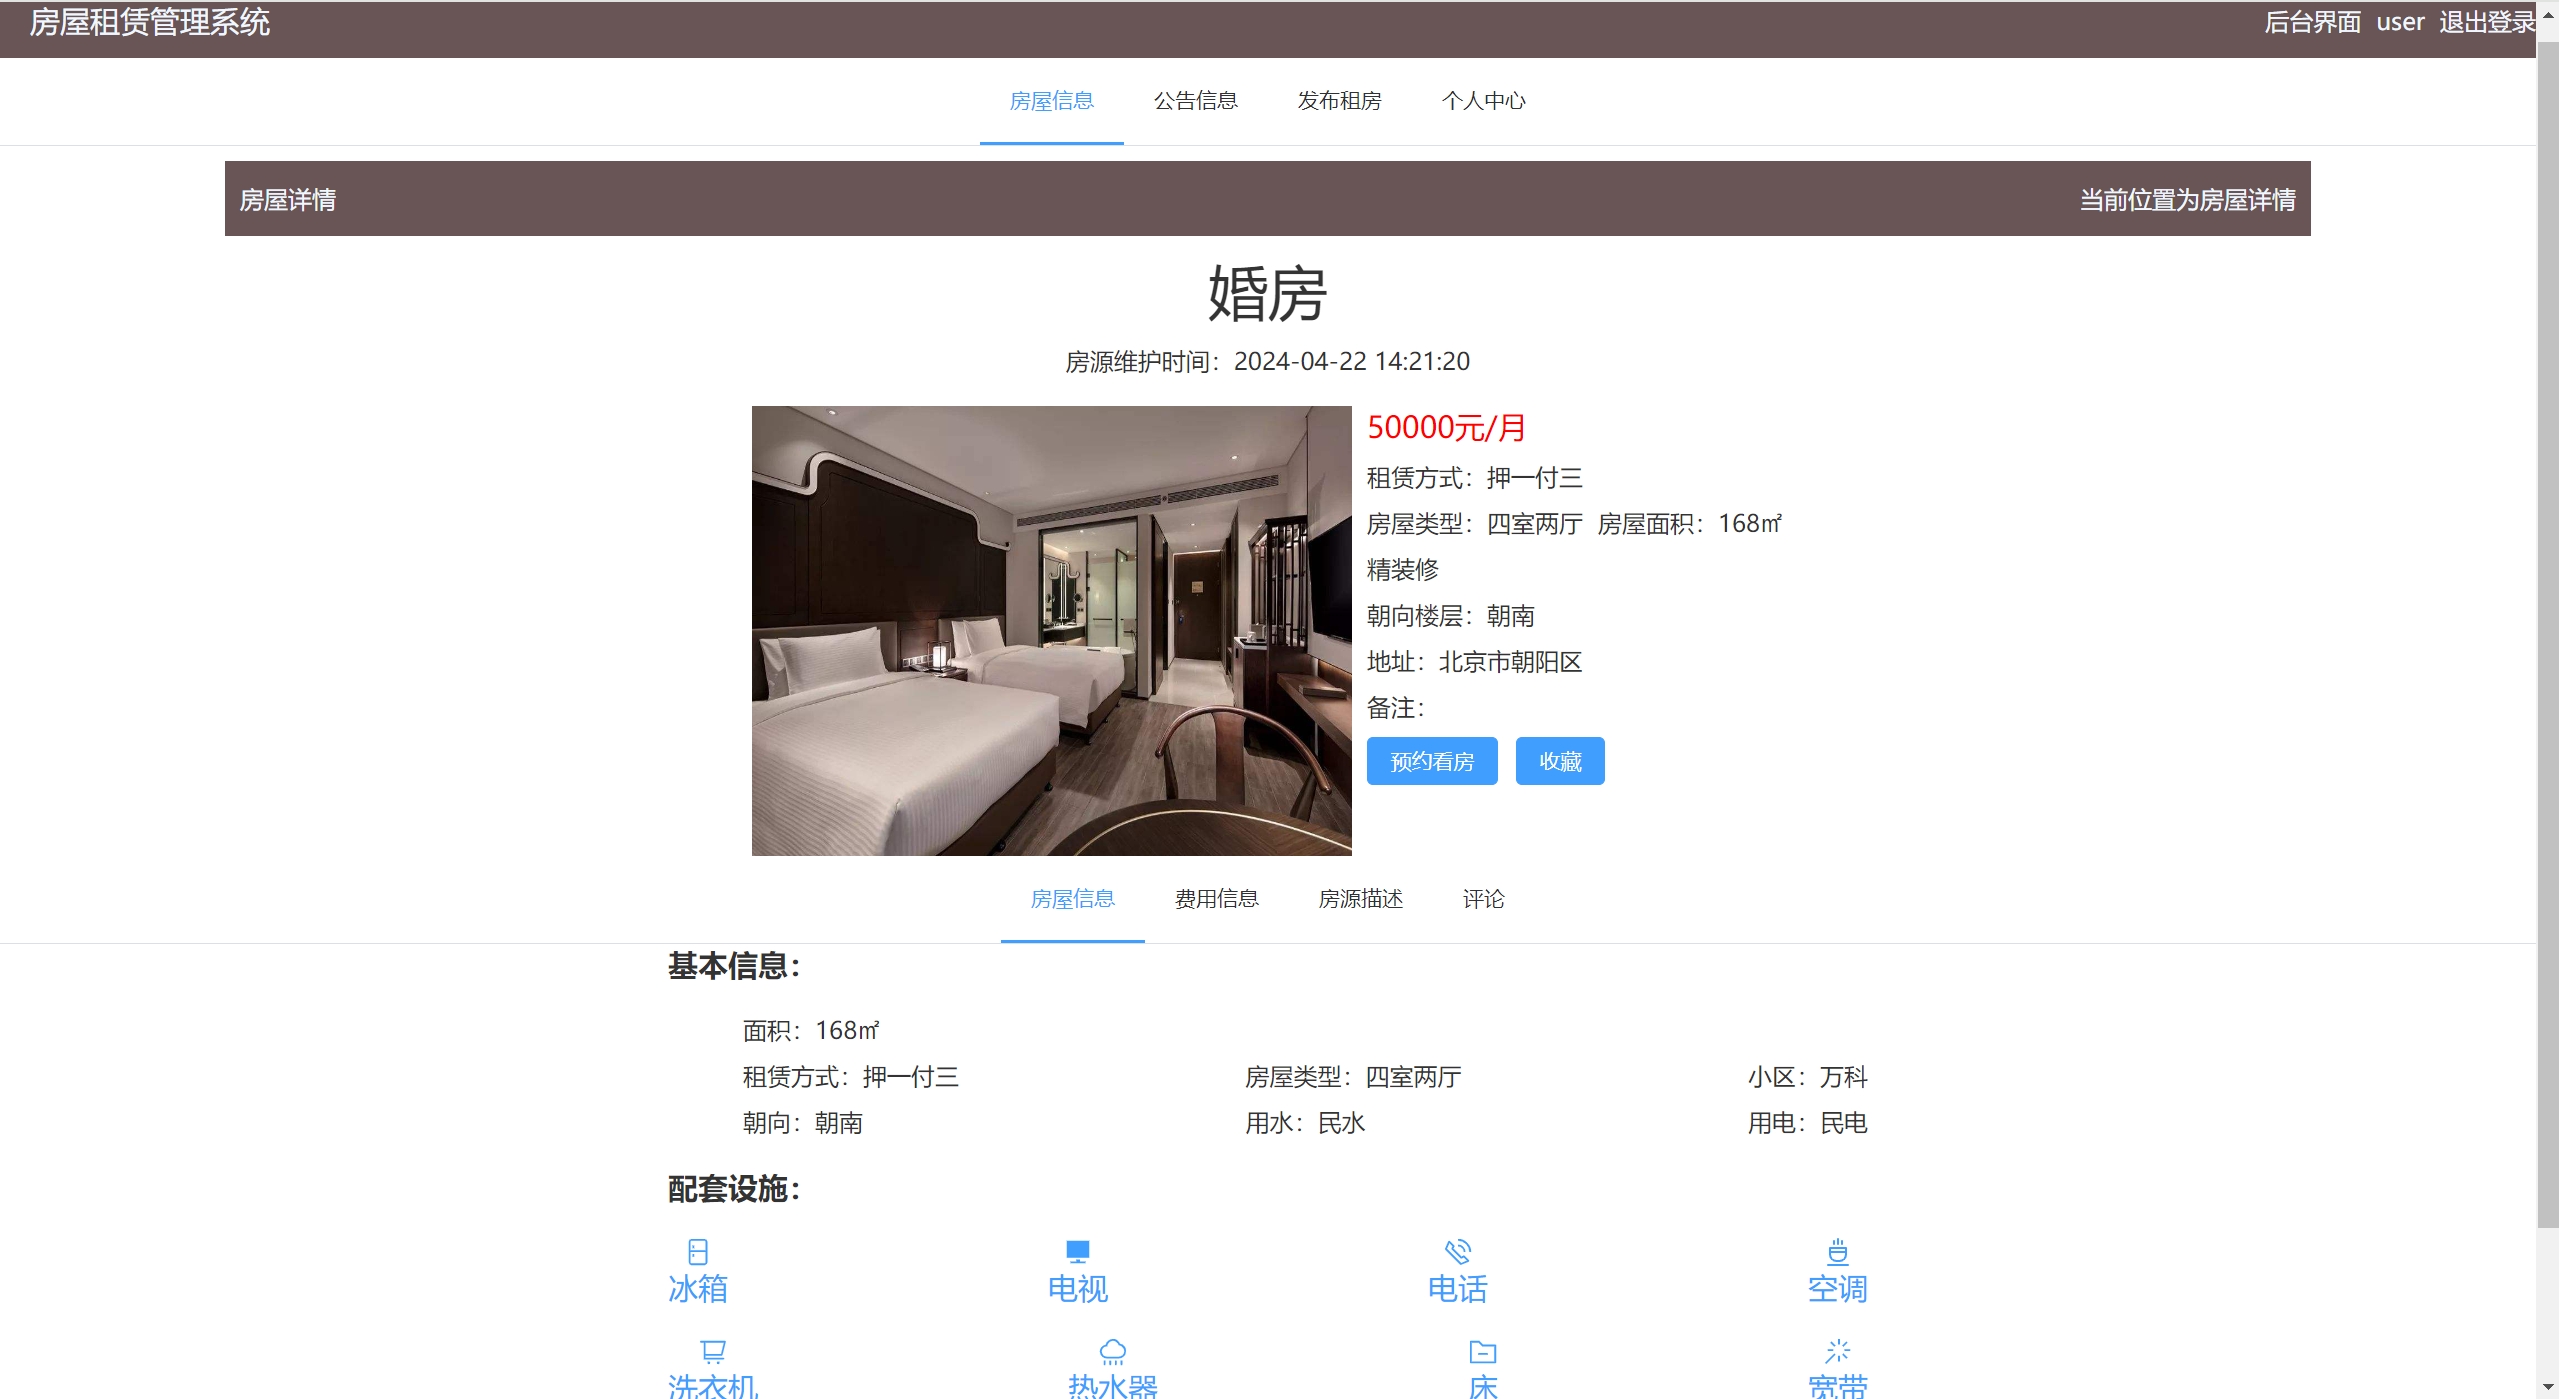 房屋租赁管理系统
后台界面 user 退出登录
房屋信息 公告信息 发布租房 个人中心
房屋详情 当前位置为房屋详情
婚房
房源维护时间：2024-04-22 14:21:20
50000元/月
租赁方式：押一付三
房屋类型：四室两厅 房屋面积：168㎡
精装修
朝向楼层：朝南
地址：北京市朝阳区
备注：
预约看房 收藏
房屋信息 费用信息 房源描述 评论
基本信息：
面积：168㎡
租赁方式：押一付三 房屋类型：四室两厅 小区：万科
朝向：朝南 用水：民水 用电：民电
配套设施：
冰箱 电视 电话 空调
洗衣机 热水器 床 宽带